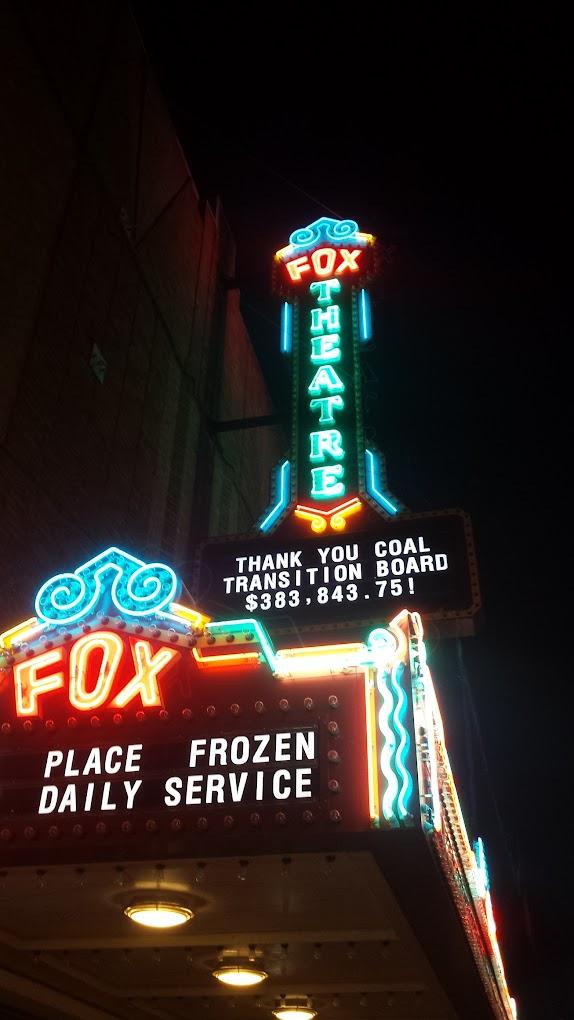 FOX
THEATRE
THANK YOU COAL
TRANSITION BOARD
$383,843.75!
FOX
PLACE FROZEN
DAILY SERVICE